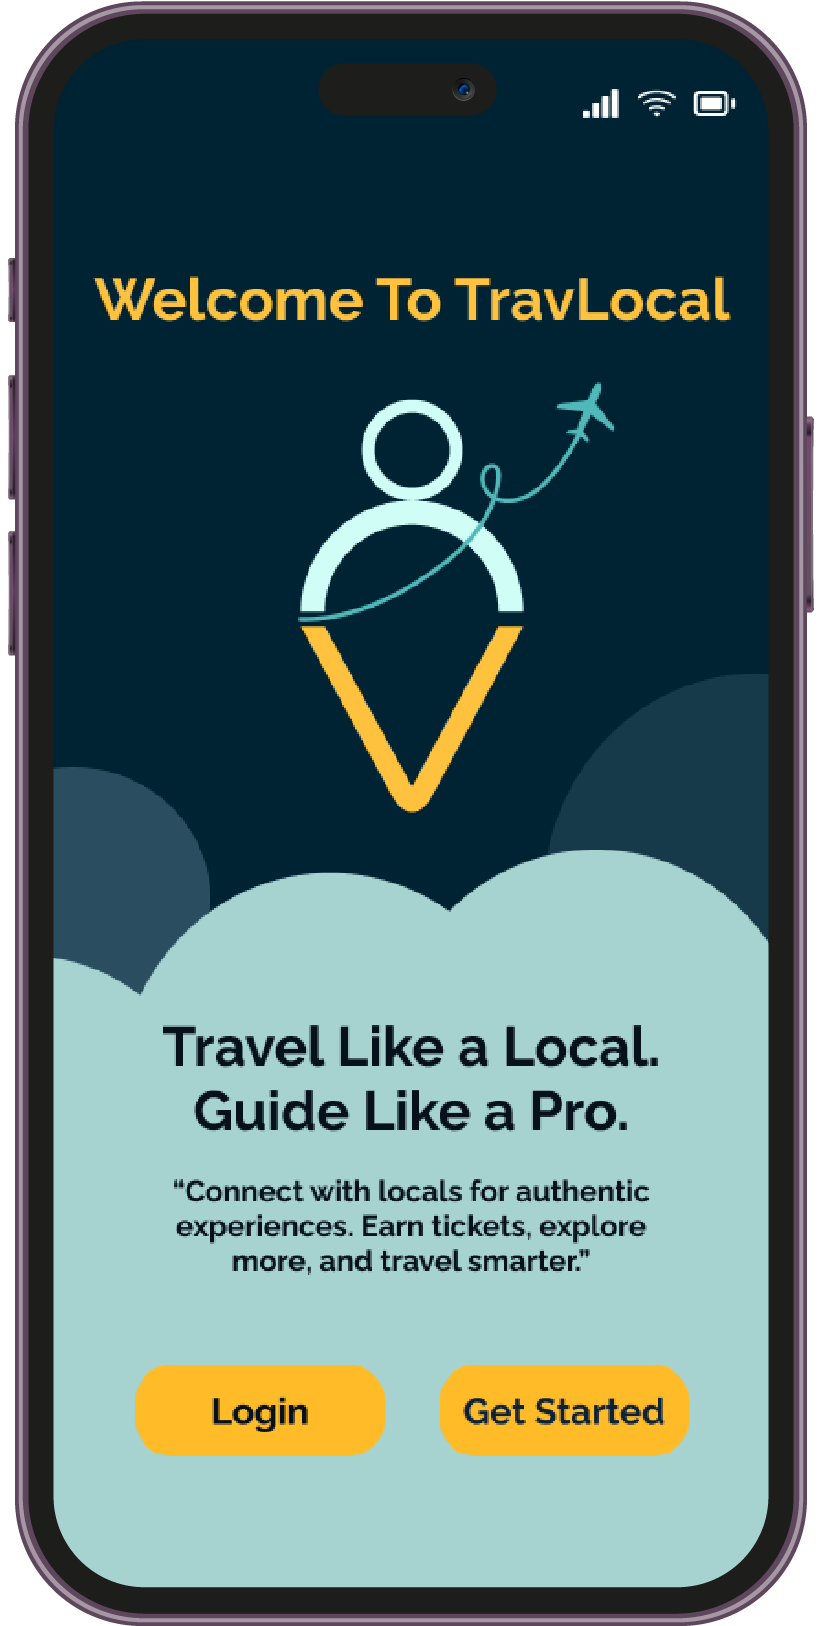 Welcome To TravLocal
Travel Like a Local.
Guide Like a Pro.
“Connect with locals for authentic
experiences. Earn tickets, explore
more, and travel smarter.”
Login
Get Started